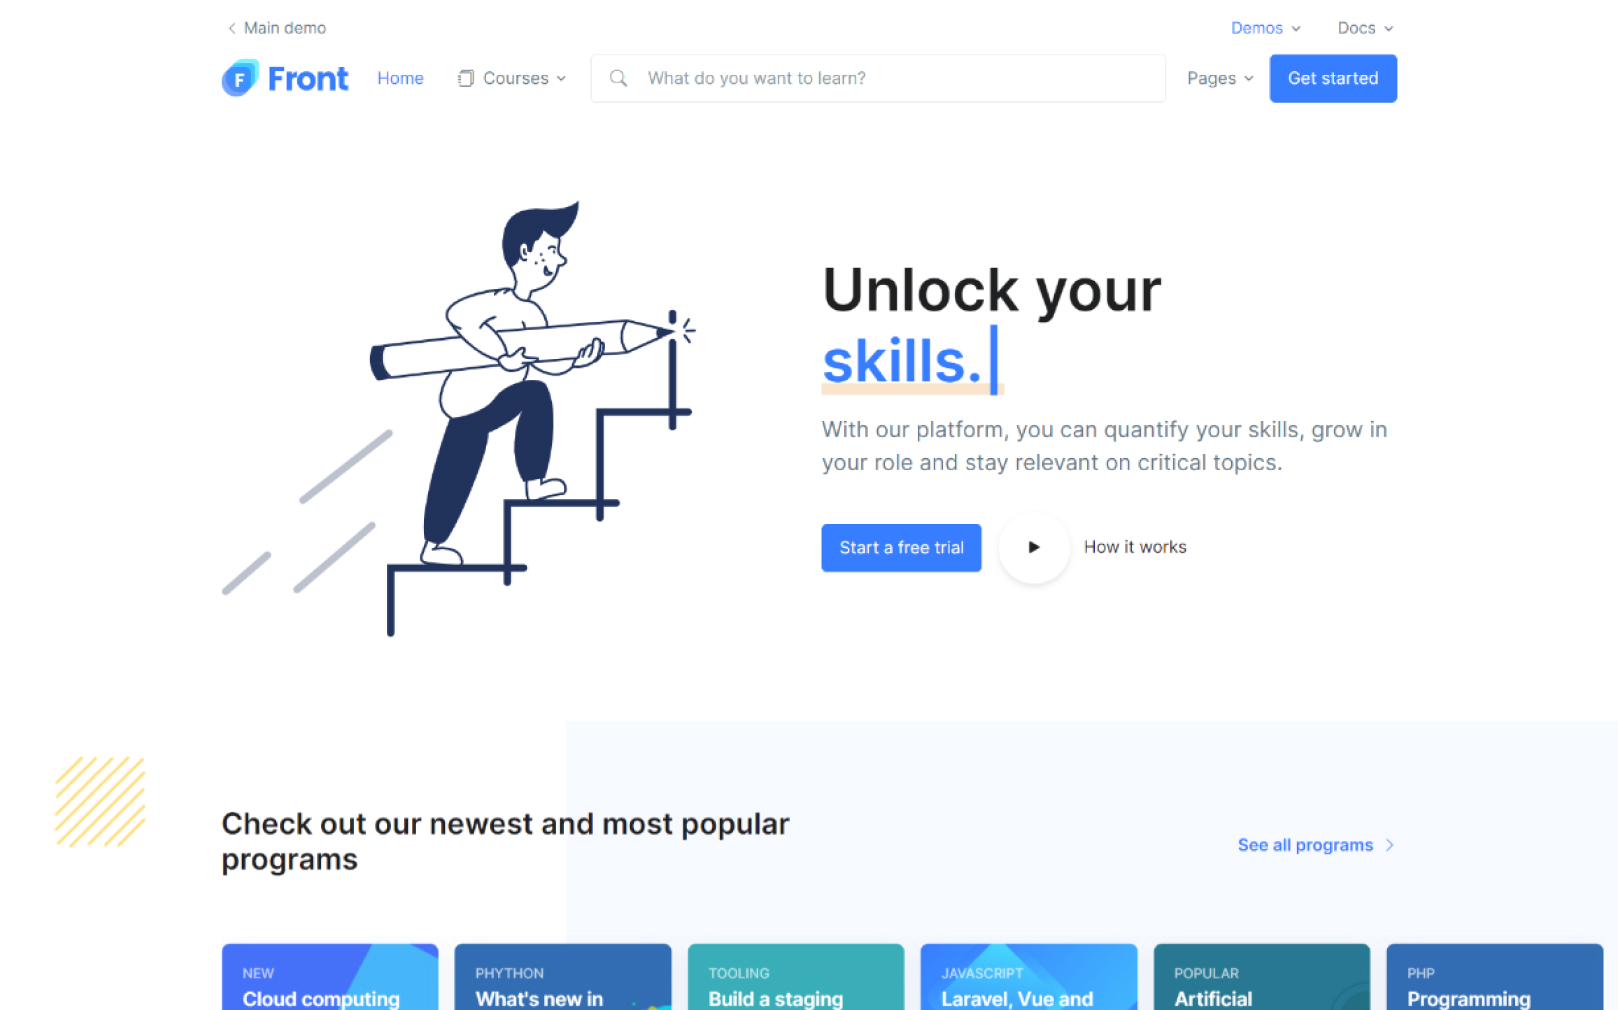 Main demo
Demos
Docs
F
Front
Home
Courses
What do you want to learn?
Pages
Get started
Unlock your
skills.
With our platform, you can quantify your skills, grow in
your role and stay relevant on critical topics.
Start a free trial
How it works
Check out our newest and most popular
programs
See all programs
NEW
Cloud computing
PHYTHON
What's new in
TOOLING
Build a staging
JAVASCRIPT
Laravel, Vue and
POPULAR
Artificial
PHP
Programming